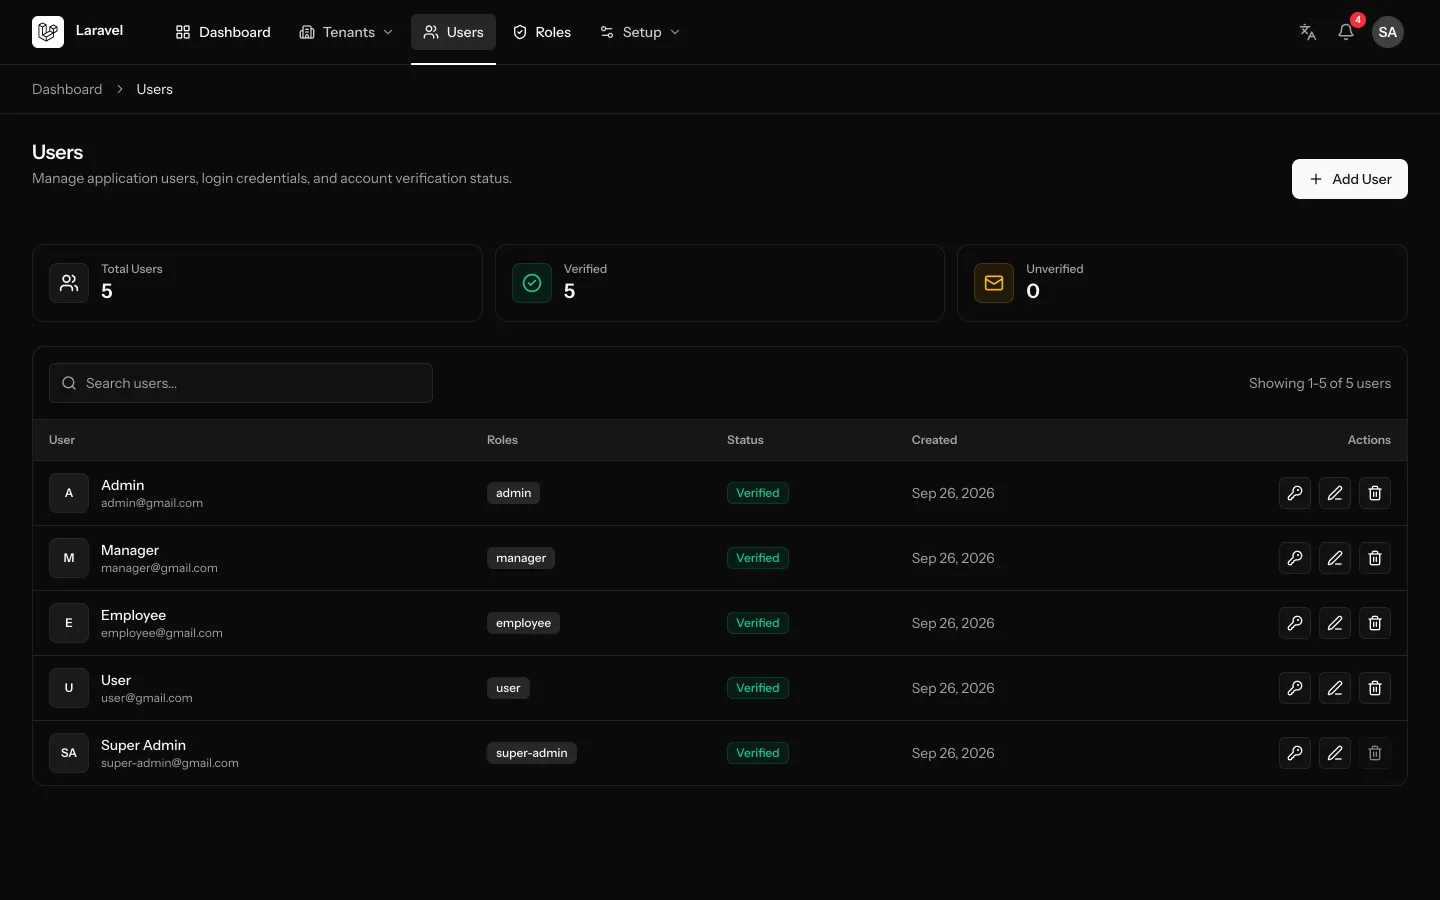 Laravel
Dashboard
Tenants
Users
Roles
Setup
4
SA
Dashboard > Users
Users
Manage application users, login credentials, and account verification status.
+ Add User
Total Users
5
Verified
5
Unverified
0
Search users...
Showing 1-5 of 5 users
User Roles Status Created Actions
A
Admin
admin@gmail.com
admin
Verified
Sep 26, 2026
M
Manager
manager@gmail.com
manager
Verified
Sep 26, 2026
E
Employee
employee@gmail.com
employee
Verified
Sep 26, 2026
U
User
user@gmail.com
user
Verified
Sep 26, 2026
SA
Super Admin
super-admin@gmail.com
super-admin
Verified
Sep 26, 2026